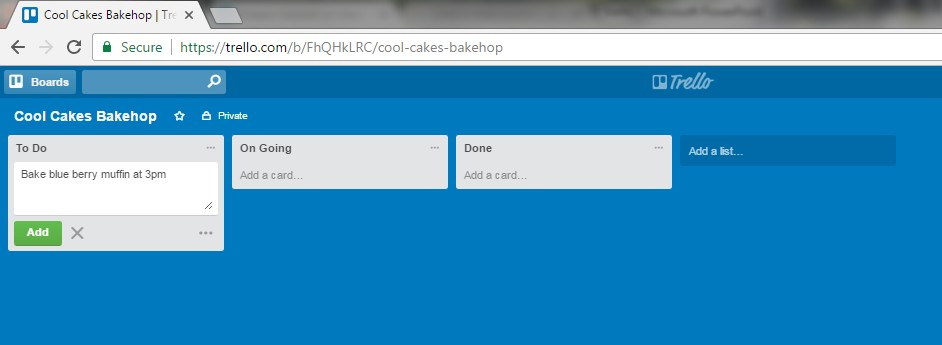 Cool Cakes Bakehop | Tre
Secure
https://trello.com/b/FhQHkLRC/cool-cakes-bakehop
Boards
Trello
Cool Cakes Bakehop
Private
To Do
On Going
Done
Add a list...
Bake blue berry muffin at 3pm
Add a card...
Add a card...
Add